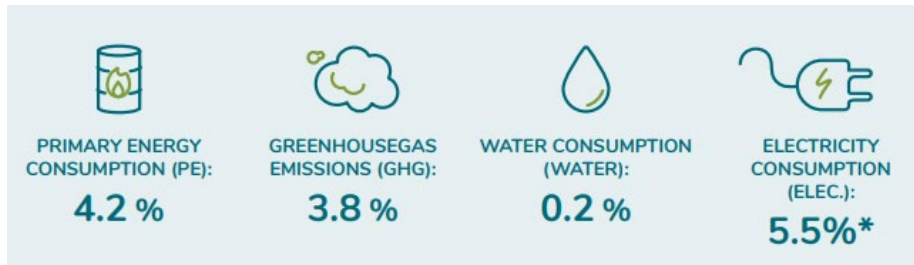 PRIMARY ENERGY
CONSUMPTION (PE):
4.2 %
GREENHOUSEGAS
EMISSIONS (GHG):
3.8 %
WATER CONSUMPTION
(WATER):
0.2 %
ELECTRICITY
CONSUMPTION
(ELEC.):
5.5%*